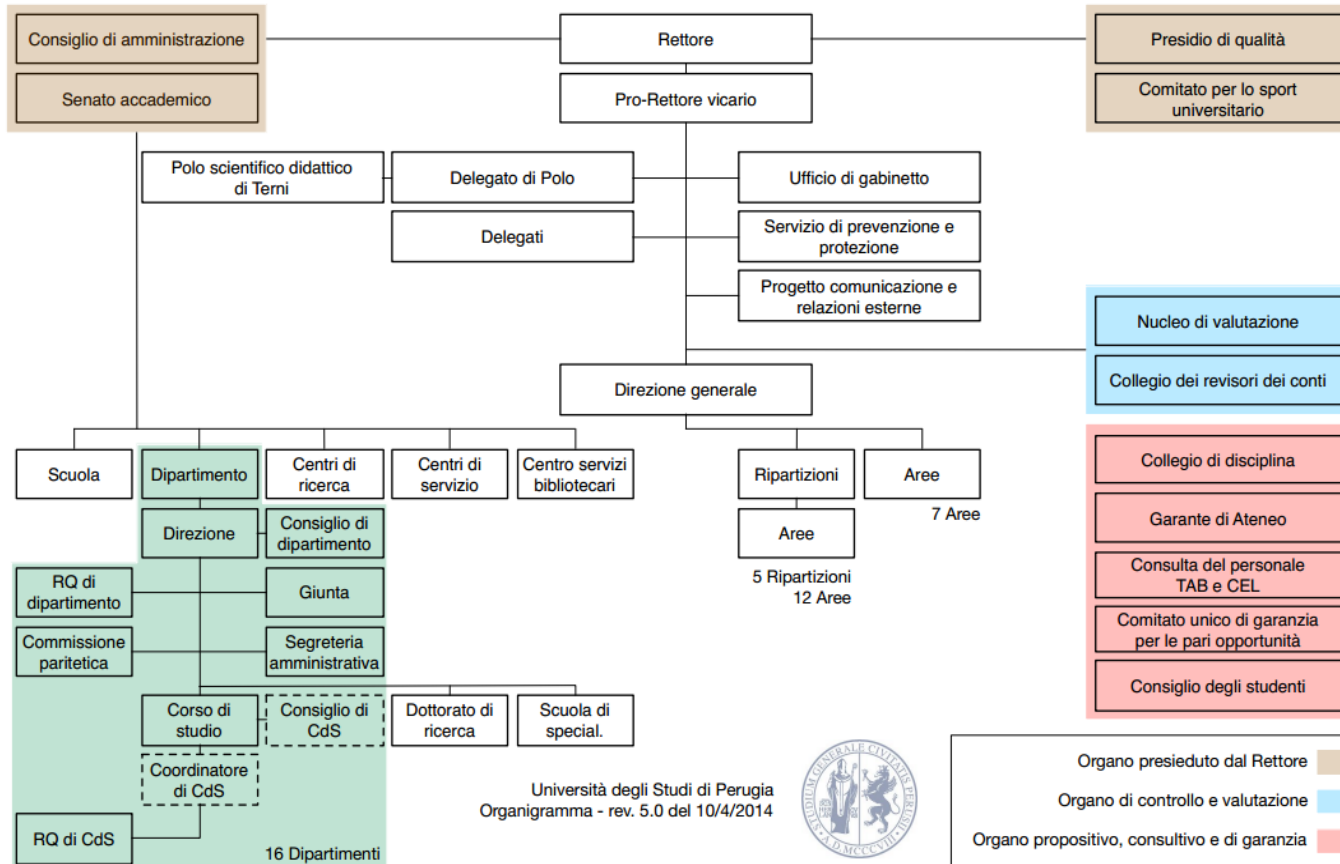 Consiglio di amministrazione
Rettore
Presidio di qualità
Senato accademico
Pro-Rettore vicario
Comitato per lo sport
universitario
Polo scientifico didattico
di Terni
Delegato di Polo
Ufficio di gabinetto
Delegati
Servizio di prevenzione e
protezione
Progetto comunicazione e
relazioni esterne
Nucleo di valutazione
Collegio dei revisori dei conti
Direzione generale
Scuola
Dipartimento
Centri di
ricerca
Centri di
servizio
Centro servizi
bibliotecari
Ripartizioni
Aree
7 Aree
Aree
5 Ripartizioni
12 Aree
Collegio di disciplina
Garante di Ateneo
Consulta del personale
TAB e CEL
Comitato unico di garanzia
per le pari opportunità
Consiglio degli studenti
Direzione
Consiglio di
dipartimento
RQ di
dipartimento
Giunta
Commissione
paritetica
Segreteria
amministrativa
Corso di
studio
Consiglio di
CdS
Dottorato di
ricerca
Scuola di
special.
Coordinatore
di CdS
RQ di CdS
16 Dipartimenti
Università degli Studi di Perugia
Organigramma - rev. 5.0 del 10/4/2014
STUDIUM GENERALE CIVITATIS PERUSII
A.D. MCCCVIII
Organo presieduto dal Rettore
Organo di controllo e valutazione
Organo propositivo, consultivo e di garanzia